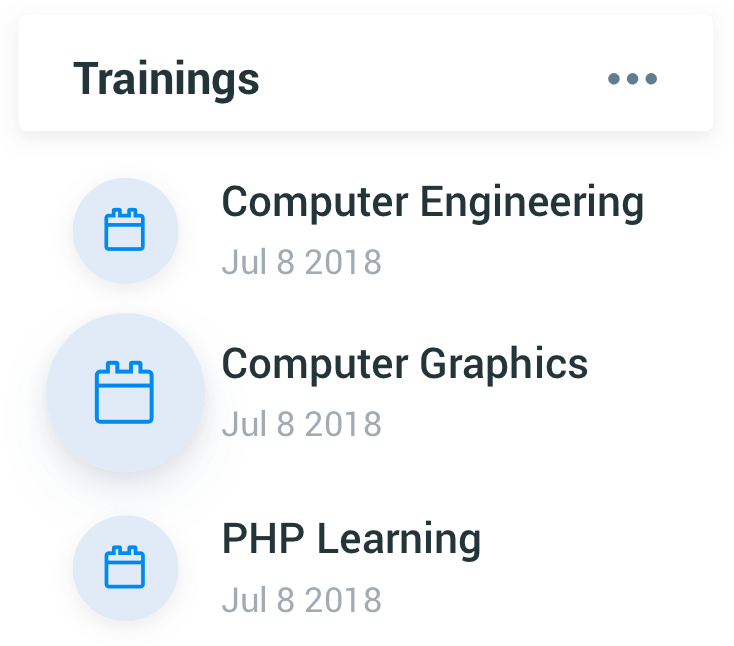 Trainings
Computer Engineering
Jul 8 2018
Computer Graphics
Jul 8 2018
PHP Learning
Jul 8 2018